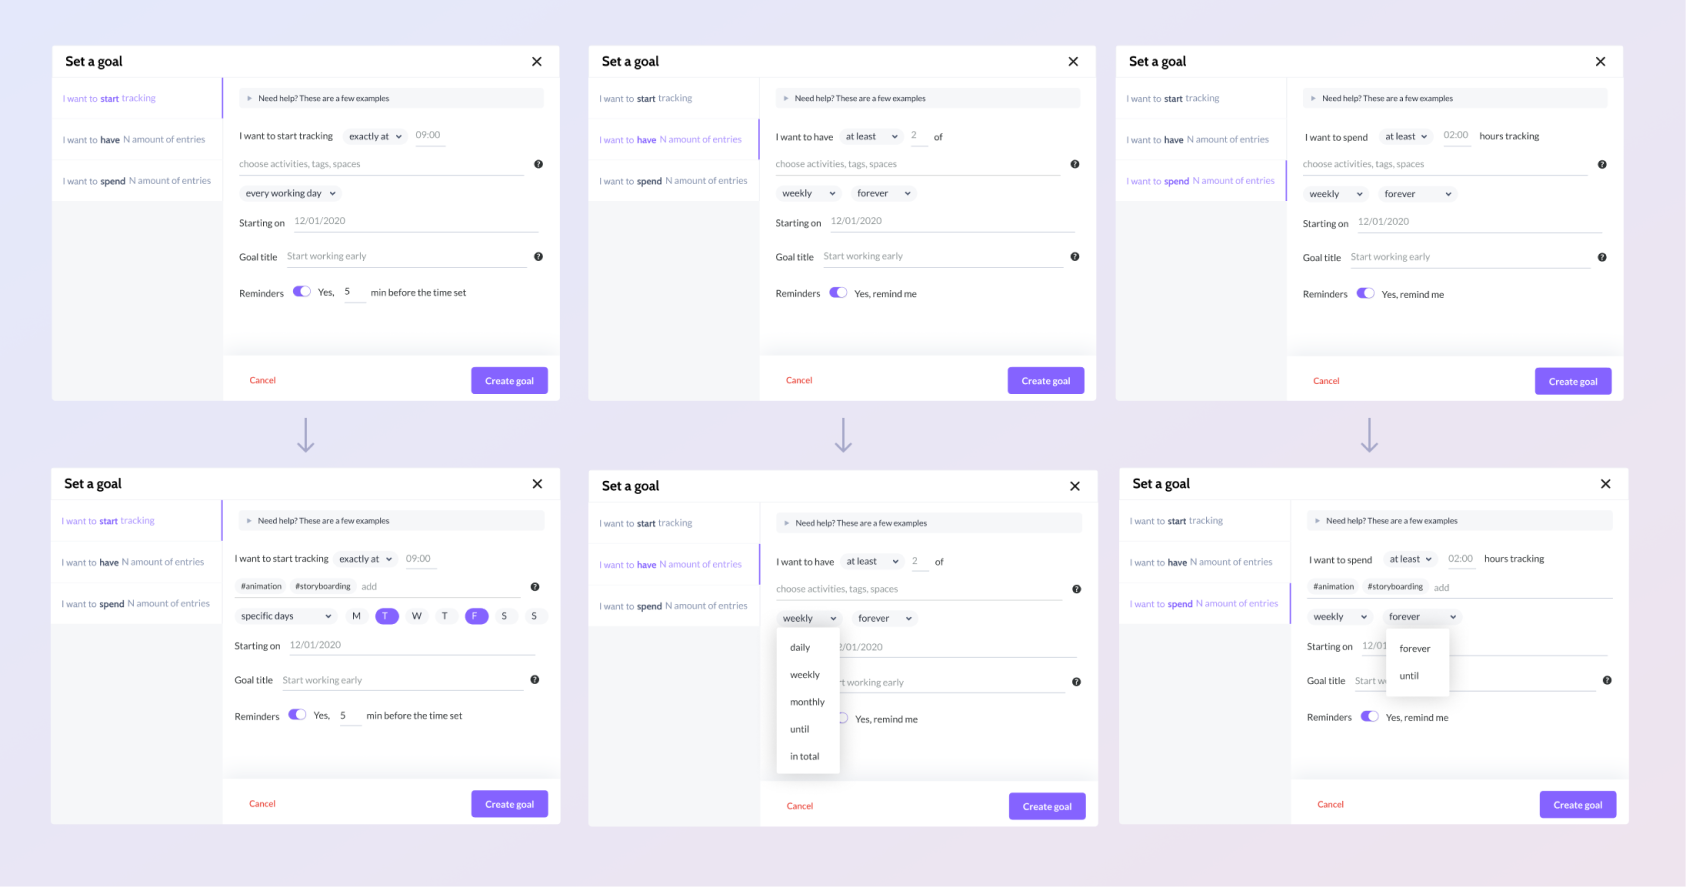 Set a goal
I want to start tracking
I want to have N amount of entries
I want to spend N amount of entries
Need help? These are a few examples
I want to start tracking exactly at 09:00
choose activities, tags, spaces
every working day
Starting on 12/01/2020
Goal title Start working early
Reminders Yes, 5 min before the time set
Cancel Create goal
Set a goal
I want to start tracking
I want to have N amount of entries
I want to spend N amount of entries
Need help? These are a few examples
I want to have at least 2 of
choose activities, tags, spaces
weekly forever
Starting on 12/01/2020
Goal title Start working early
Reminders Yes, remind me
Cancel Create goal
Set a goal
I want to start tracking
I want to have N amount of entries
I want to spend N amount of entries
Need help? These are a few examples
I want to spend at least 02:00 hours tracking
choose activities, tags, spaces
weekly forever
Starting on 12/01/2020
Goal title Start working early
Reminders Yes, remind me
Cancel Create goal
Set a goal
I want to start tracking
I want to have N amount of entries
I want to spend N amount of entries
Need help? These are a few examples
I want to start tracking exactly at 09:00
#animation #storyboarding add
specific days M T W T F S S
Starting on 12/01/2020
Goal title Start working early
Reminders Yes, 5 min before the time set
Cancel Create goal
Set a goal
I want to start tracking
I want to have N amount of entries
I want to spend N amount of entries
Need help? These are a few examples
I want to have at least 2 of
choose activities, tags, spaces
weekly forever
daily 2/01/2020
weekly rt working early
monthly
until Yes, remind me
in total
Cancel Create goal
Set a goal
I want to start tracking
I want to have N amount of entries
I want to spend N amount of entries
Need help? These are a few examples
I want to spend at least 02:00 hours tracking
#animation #storyboarding add
weekly forever
Starting on 12/01 forever
Goal title Start w until
Reminders Yes, remind me
Cancel Create goal